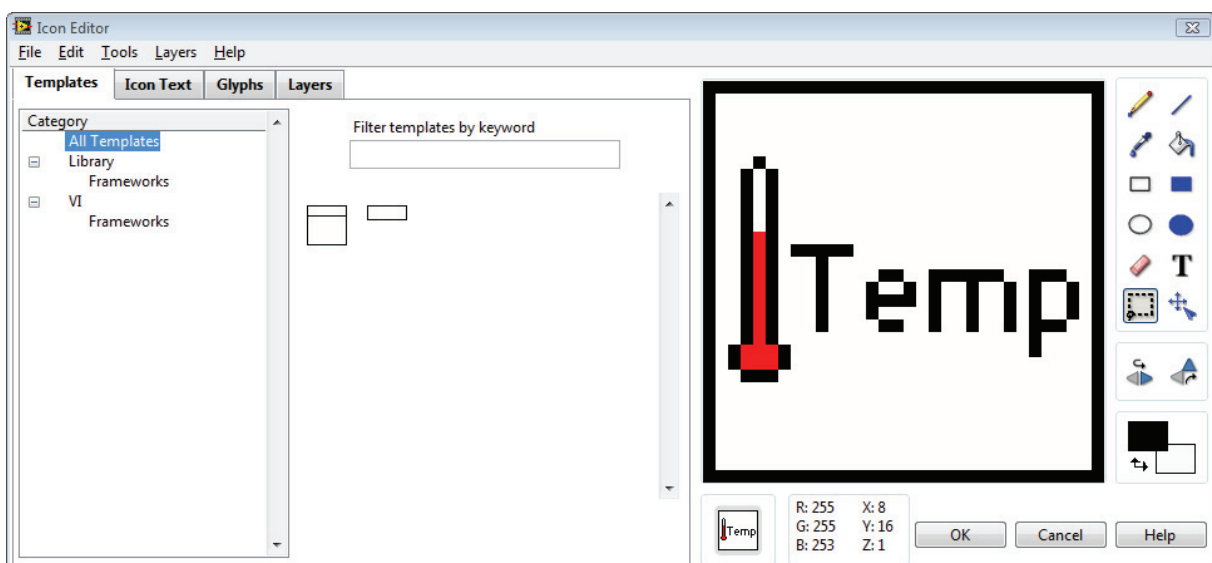 Icon Editor
File Edit Tools Layers Help
Templates Icon Text Glyphs Layers
Category
All Templates
Library
Frameworks
VI
Frameworks
Filter templates by keyword
Temp
T
Temp
R: 255 X: 8
G: 255 Y: 16
B: 253 Z: 1
OK Cancel Help